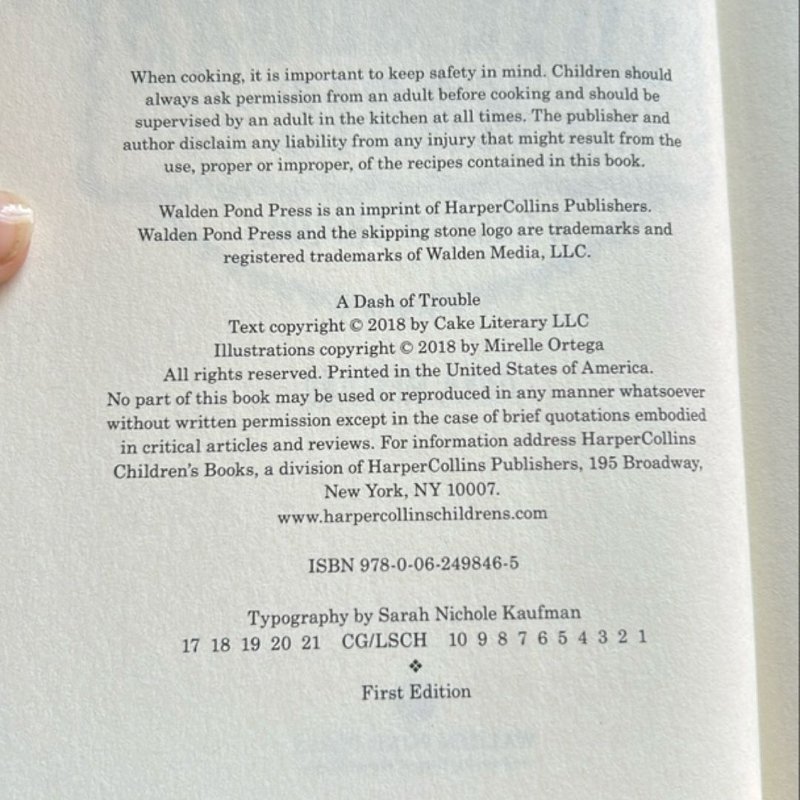 When cooking, it is important to keep safety in mind. Children should
always ask permission from an adult before cooking and should be
supervised by an adult in the kitchen at all times. The publisher and
author disclaim any liability from any injury that might result from the
use, proper or improper, of the recipes contained in this book.
Walden Pond Press is an imprint of HarperCollins Publishers.
Walden Pond Press and the skipping stone logo are trademarks and
registered trademarks of Walden Media, LLC.
A Dash of Trouble
Text copyright © 2018 by Cake Literary LLC
Illustrations copyright © 2018 by Mirelle Ortega
All rights reserved. Printed in the United States of America.
No part of this book may be used or reproduced in any manner whatsoever
without written permission except in the case of brief quotations embodied
in critical articles and reviews. For information address HarperCollins
Children's Books, a division of HarperCollins Publishers, 195 Broadway,
New York, NY 10007.
www.harpercollinschildrens.com
ISBN 978-0-06-249846-5
Typography by Sarah Nichole Kaufman
17 18 19 20 21 CG/LSCH 10 9 8 7 6 5 4 3 2 1
❖
First Edition